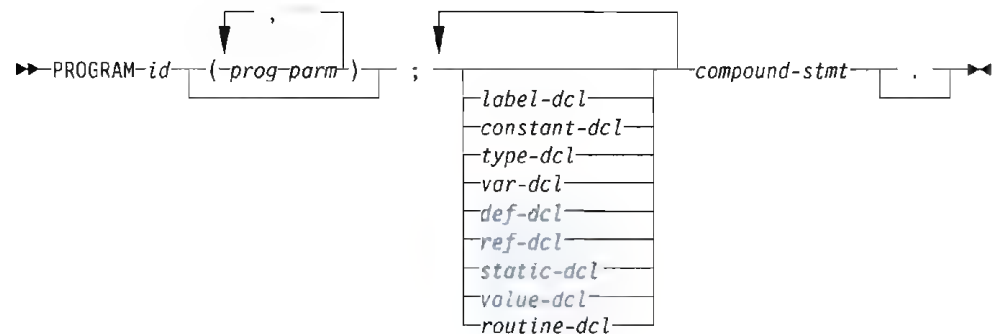 ,
PROGRAM id ( prog-parm ) ; compound-stmt .
label-dcl
constant-dcl
type-dcl
var-dcl
def-dcl
ref-dcl
static-dcl
value-dcl
routine-dcl